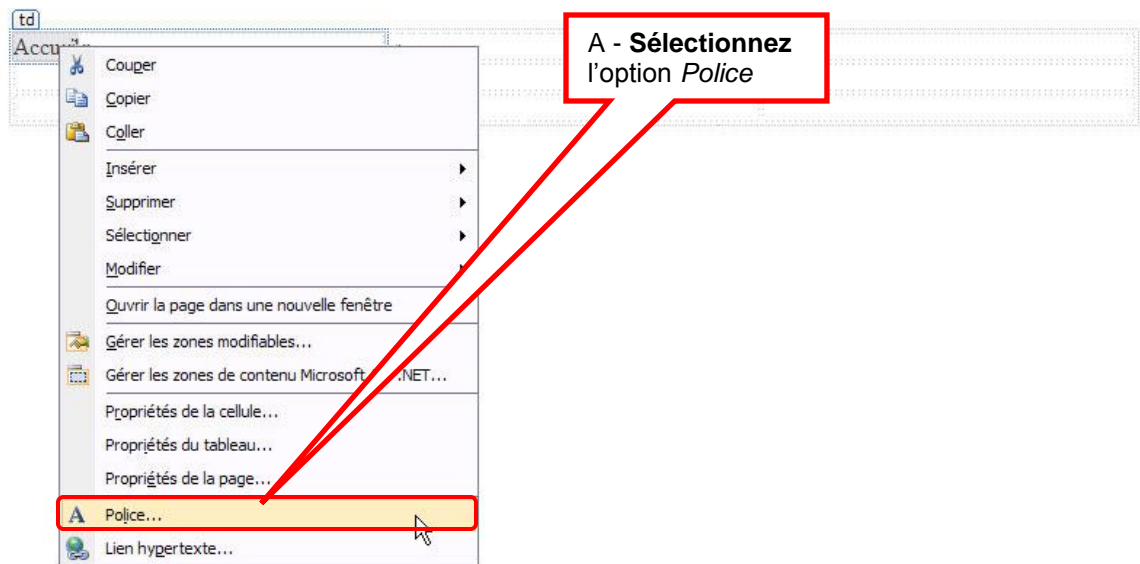 td
A - Sélectionnez
l'option Police
Couper
Copier
Coller
Insérer
Supprimer
Sélectionner
Modifier
Ouvrir la page dans une nouvelle fenêtre
Gérer les zones modifiables...
Gérer les zones de contenu Microsoft .NET...
Propriétés de la cellule...
Propriétés du tableau...
Propriétés de la page...
Police...
Lien hypertexte...